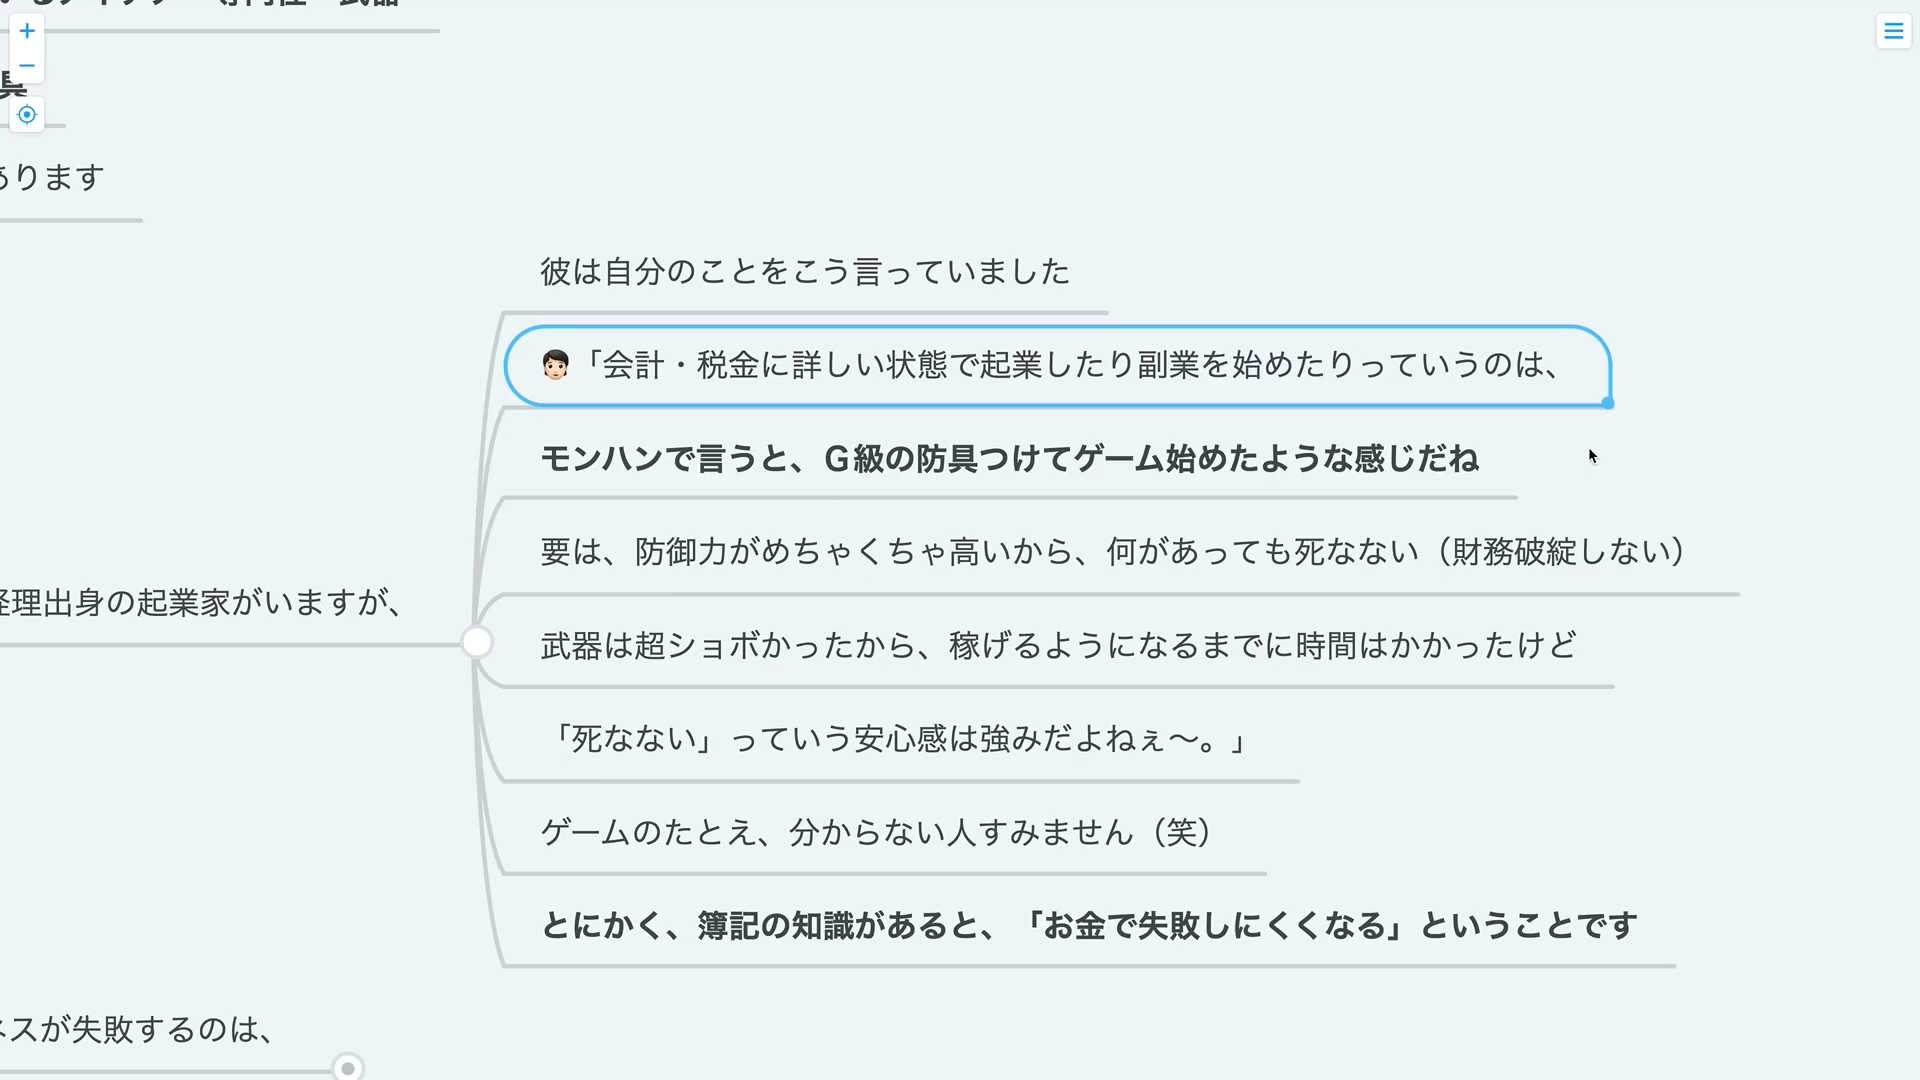 具
あります
彼は自分のことをこう言っていました
「会計・税金に詳しい状態で起業したり副業を始めたりっていうのは、
モンハンで言うと、G級の防具つけてゲーム始めたような感じだね
要は、防御力がめちゃくちゃ高いから、何があっても死なない（財務破綻しない）
経理出身の起業家がいますが、
武器は超ショボかったから、稼げるようになるまでに時間はかかったけど
「死なない」っていう安心感は強みだよねぇ〜。」
ゲームのたとえ、分からない人すみません（笑）
とにかく、簿記の知識があると、「お金で失敗しにくくなる」ということです
ネスが失敗するのは、